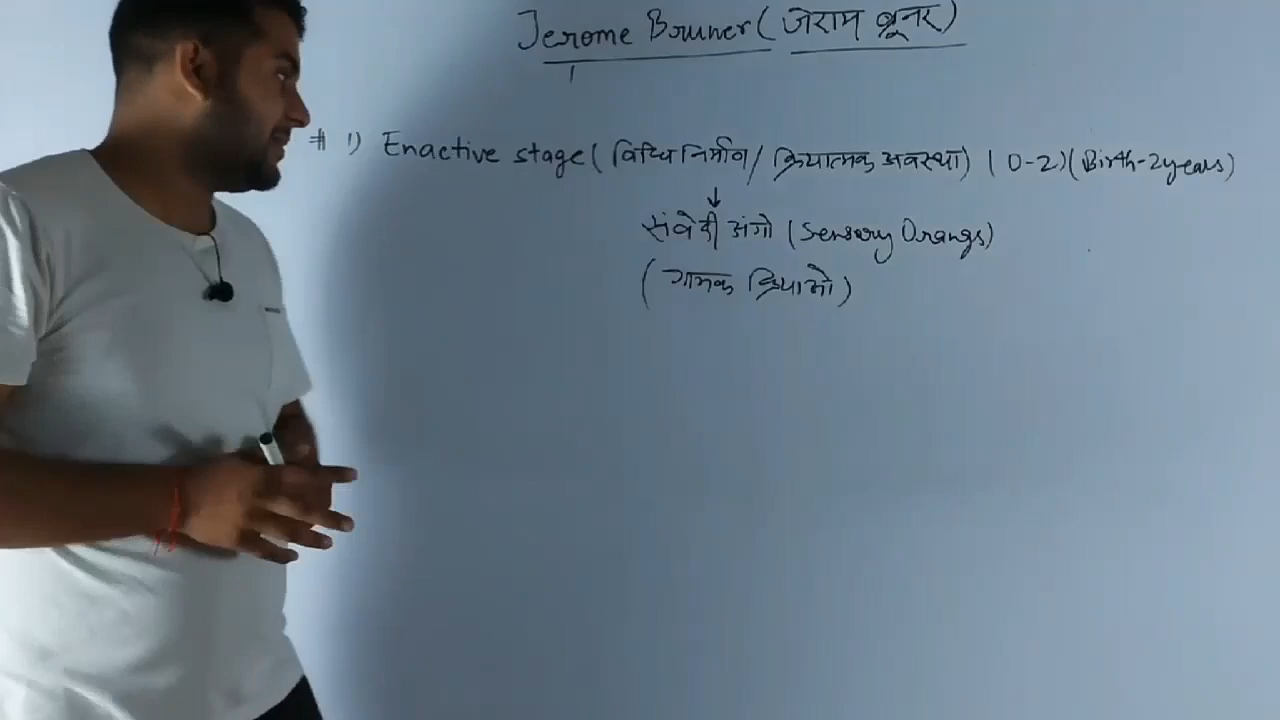 Jerome Bruner (जेराम ब्रूनर)
# 1) Enactive stage (विधि निर्माण / क्रियात्मक अवस्था) (0-2) (Birth-2years)
↓
संवेदी अंगो (Sensory Orangs)
(गामक क्रियाओ)